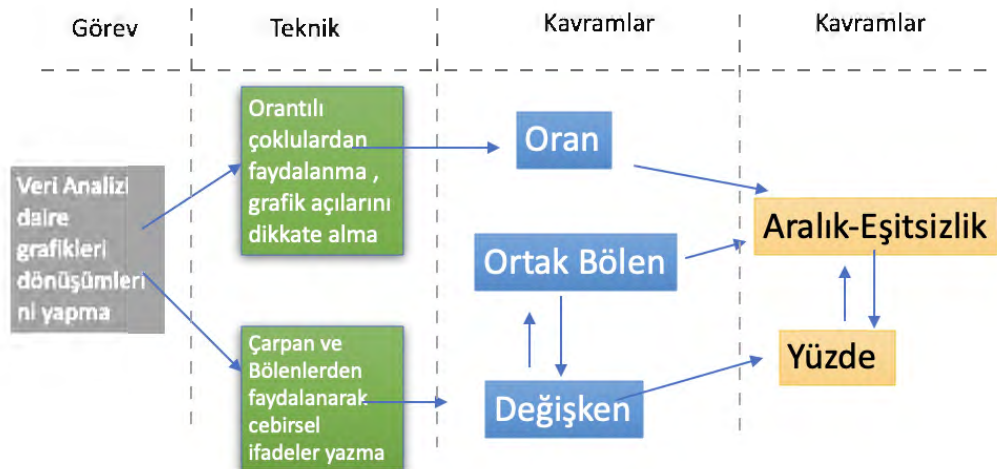 Görev
Teknik
Kavramlar
Kavramlar
Veri Analizi
daire
grafikleri
dönüşümleri
ni yapma
Orantılı
çoklulardan
faydalanma ,
grafik açılarını
dikkate alma
Çarpan ve
Bölenlerden
faydalanarak
cebirsel
ifadeler yazma
Oran
Ortak Bölen
Değişken
Aralık-Eşitsizlik
Yüzde